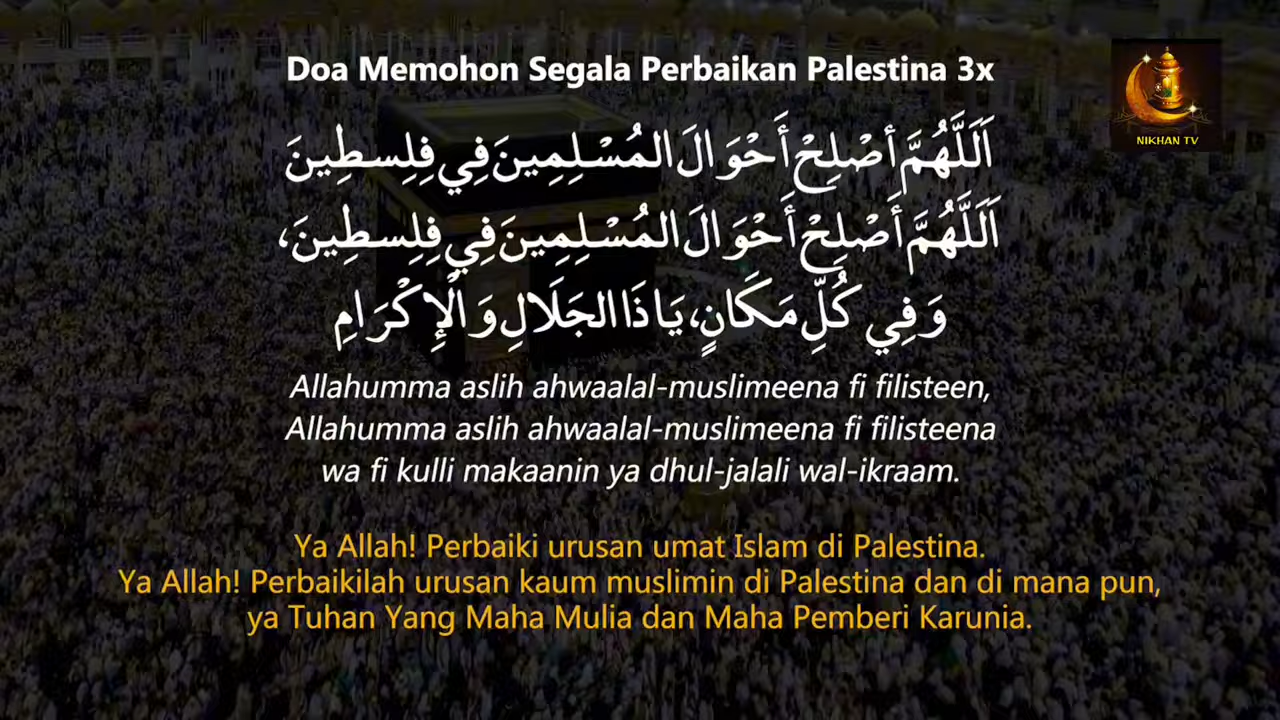 Doa Memohon Segala Perbaikan Palestina 3x
NIKHAN TV
اَللَّهُمَّ أَصْلِحْ أَحْوَالَ المُسْلِمِينَ فِي فِلِسطِينَ
اَللَّهُمَّ أَصْلِحْ أَحْوَالَ المُسْلِمِينَ فِي فِلِسطِينَ،
وَفِي كُلِّ مَكَانٍ، يَا ذَا الجَلَالِ وَالْإِكْرَامِ
Allahumma aslih ahwaalal-muslimeena fi filisteen,
Allahumma aslih ahwaalal-muslimeena fi filisteena
wa fi kulli makaanin ya dhul-jalali wal-ikraam.
Ya Allah! Perbaiki urusan umat Islam di Palestina.
Ya Allah! Perbaikilah urusan kaum muslimin di Palestina dan di mana pun,
ya Tuhan Yang Maha Mulia dan Maha Pemberi Karunia.